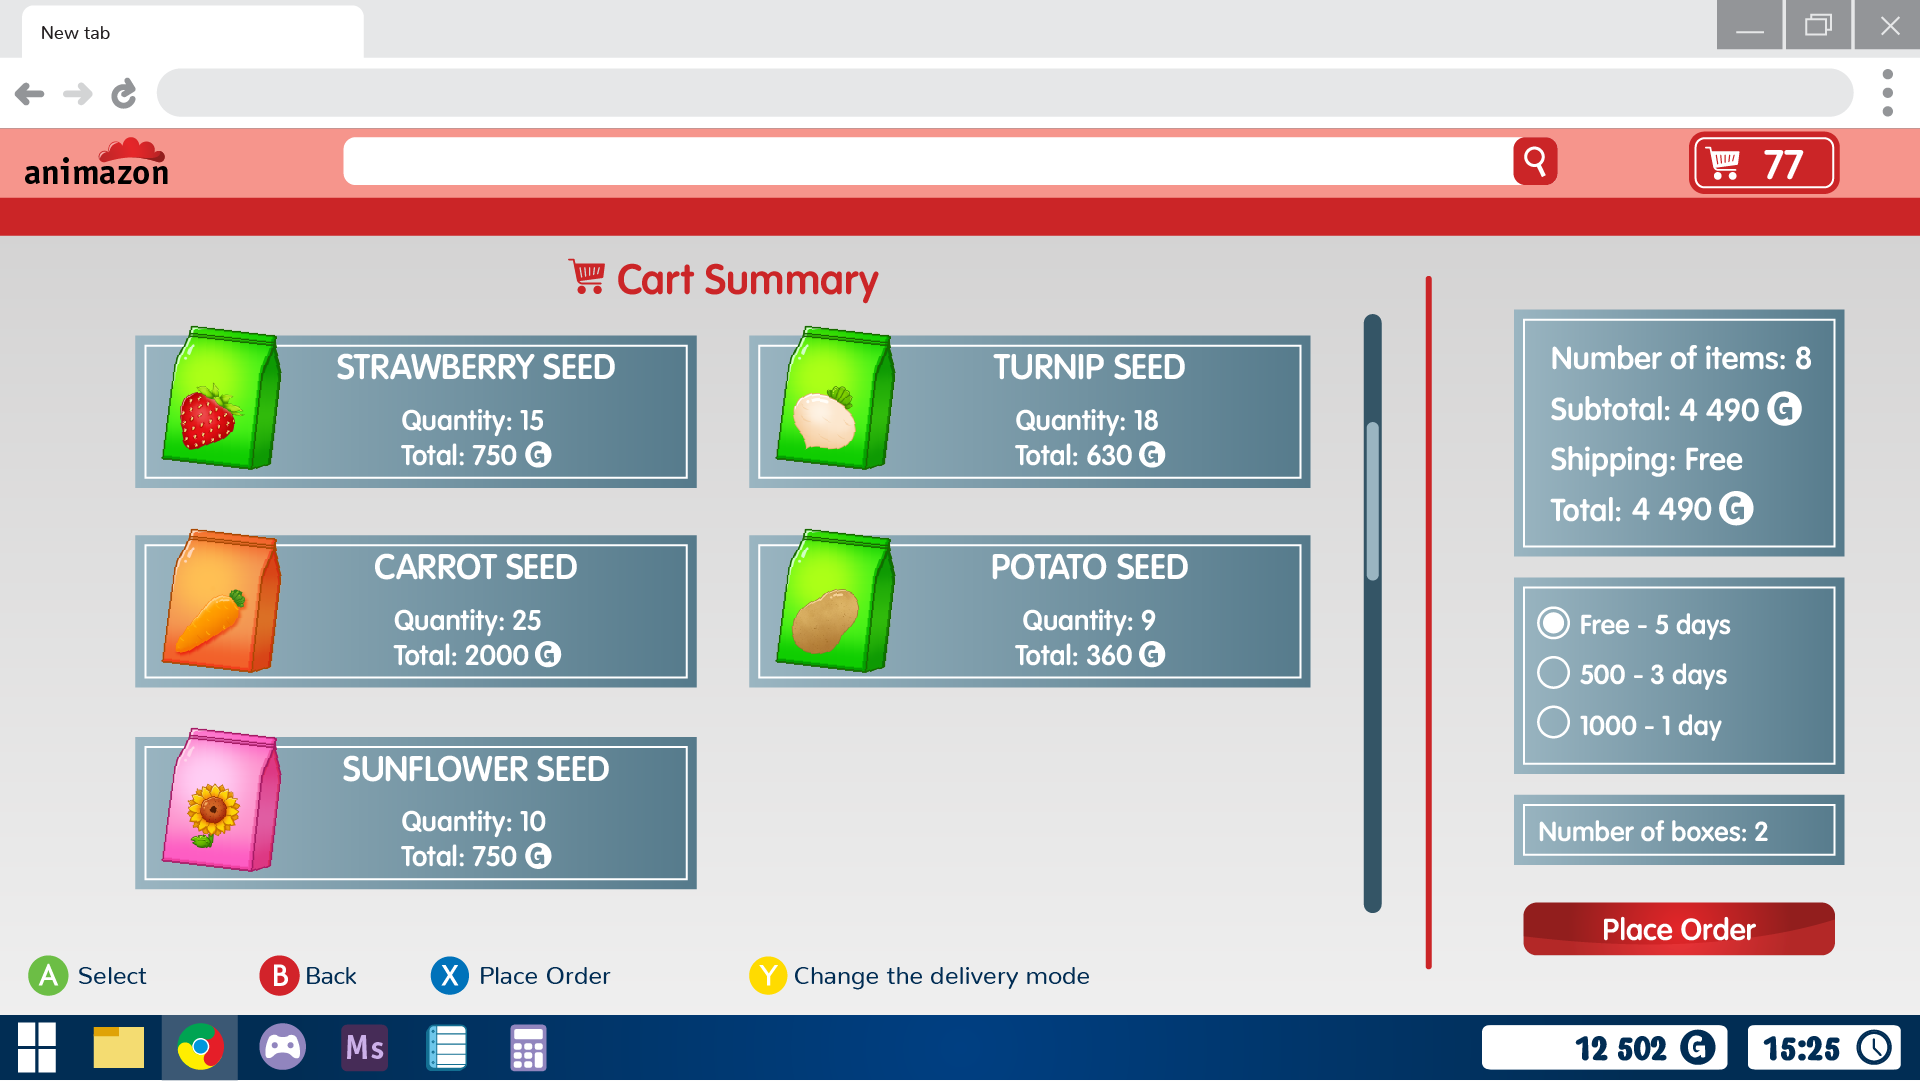 New tab
animazon
77
Cart Summary
STRAWBERRY SEED
Quantity: 15
Total: 750 G
TURNIP SEED
Quantity: 18
Total: 630 G
CARROT SEED
Quantity: 25
Total: 2000 G
POTATO SEED
Quantity: 9
Total: 360 G
SUNFLOWER SEED
Quantity: 10
Total: 750 G
Number of items: 8
Subtotal: 4 490 G
Shipping: Free
Total: 4 490 G
Free - 5 days
500 - 3 days
1000 - 1 day
Number of boxes: 2
Place Order
A Select
B Back
X Place Order
Y Change the delivery mode
Ms
12 502 G
15:25